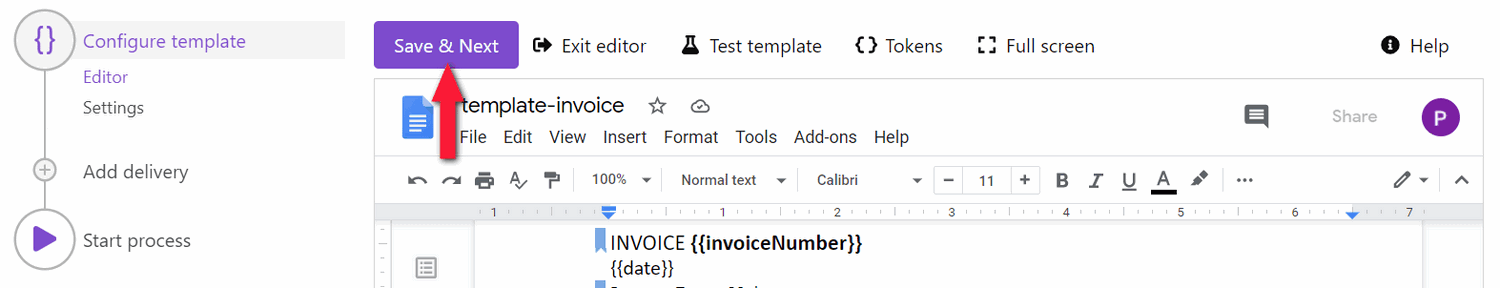 {} Configure template
Editor
Settings
Add delivery
Start process
Save & Next Exit editor Test template {} Tokens Full screen Help
template-invoice
File Edit View Insert Format Tools Add-ons Help
Share P
100% Normal text Calibri 11 B I U A
1 1 2 3 4 5 6 7
INVOICE {{invoiceNumber}}
{{date}}